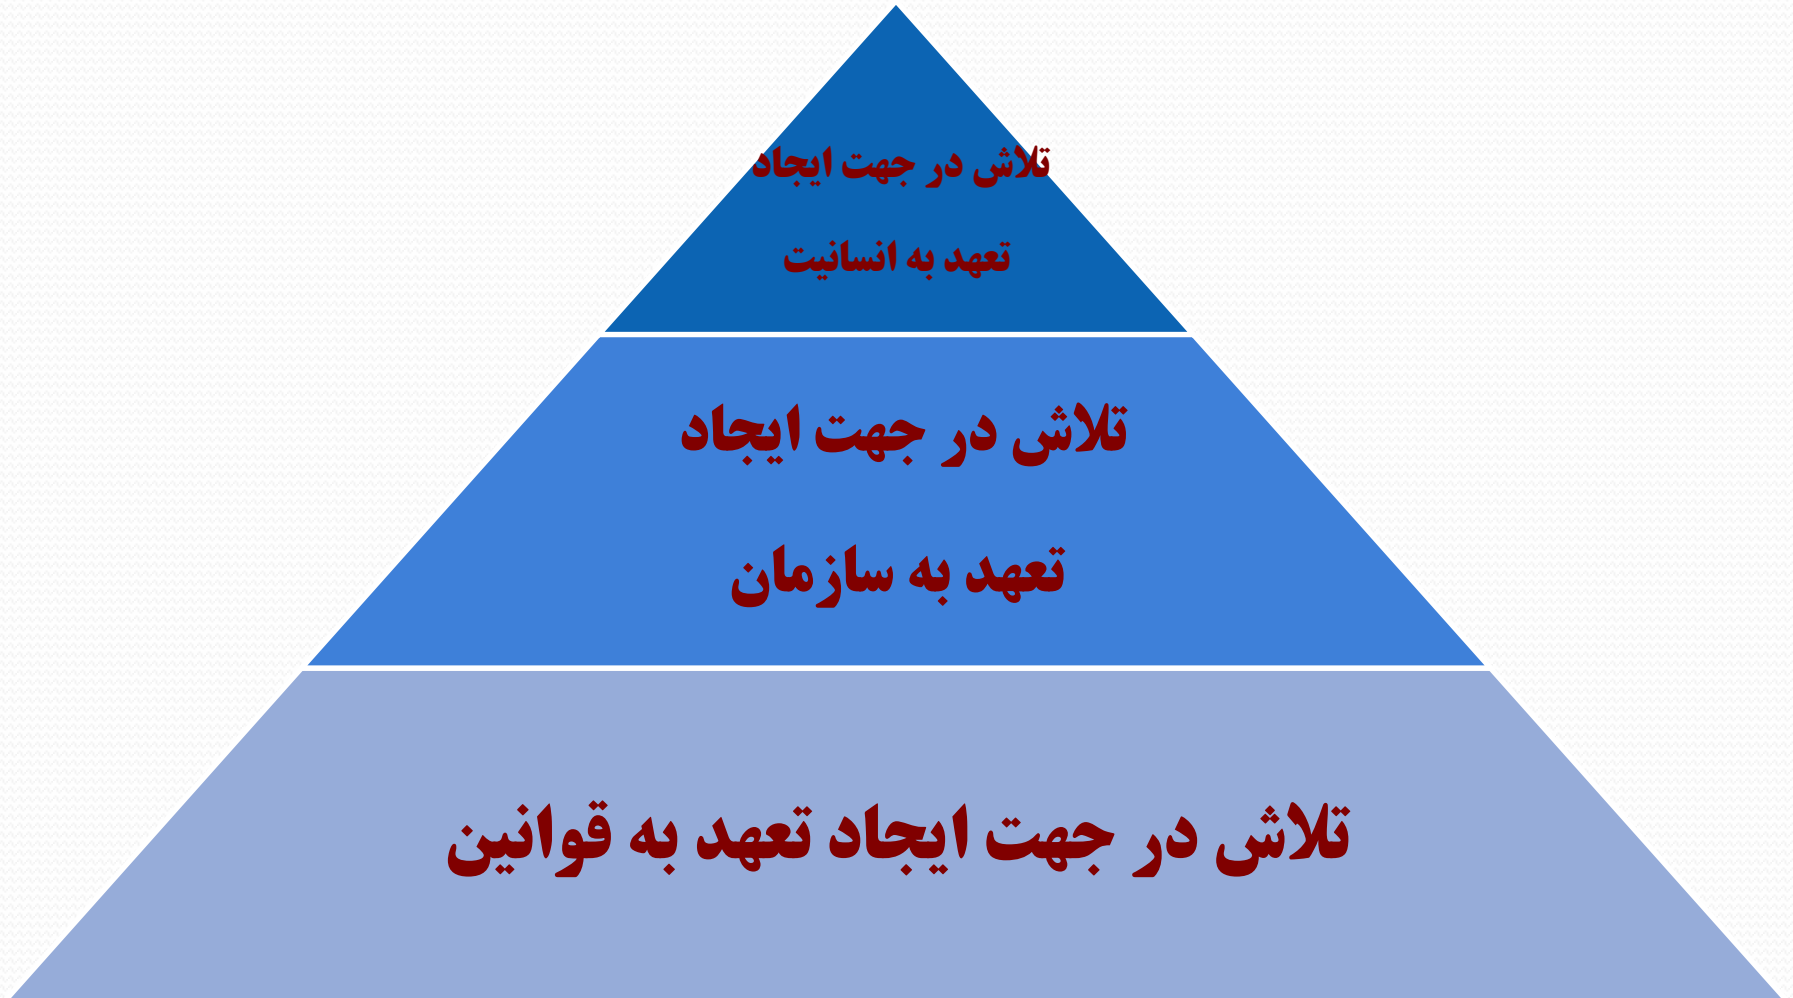 تلاش در جهت ایجاد
تعهد به انسانیت
تلاش در جهت ایجاد
تعهد به سازمان
تلاش در جهت ایجاد تعهد به قوانین